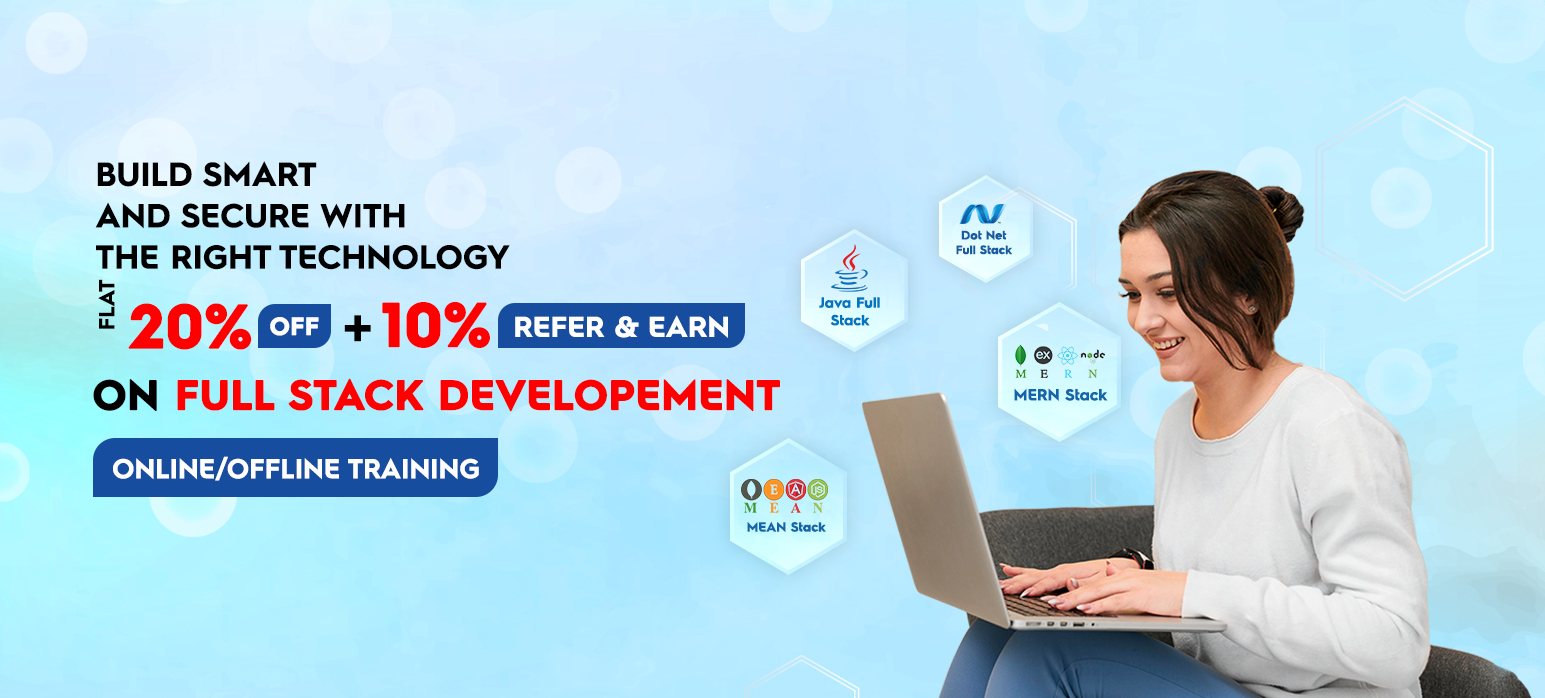 BUILD SMART
AND SECURE WITH
THE RIGHT TECHNOLOGY
FLAT
20% OFF + 10% REFER & EARN
ON FULL STACK DEVELOPEMENT
ONLINE/OFFLINE TRAINING
Dot Net
Full Stack
Java Full
Stack
ex node
M E R N
MERN Stack
E A JS
M E A N
MEAN Stack